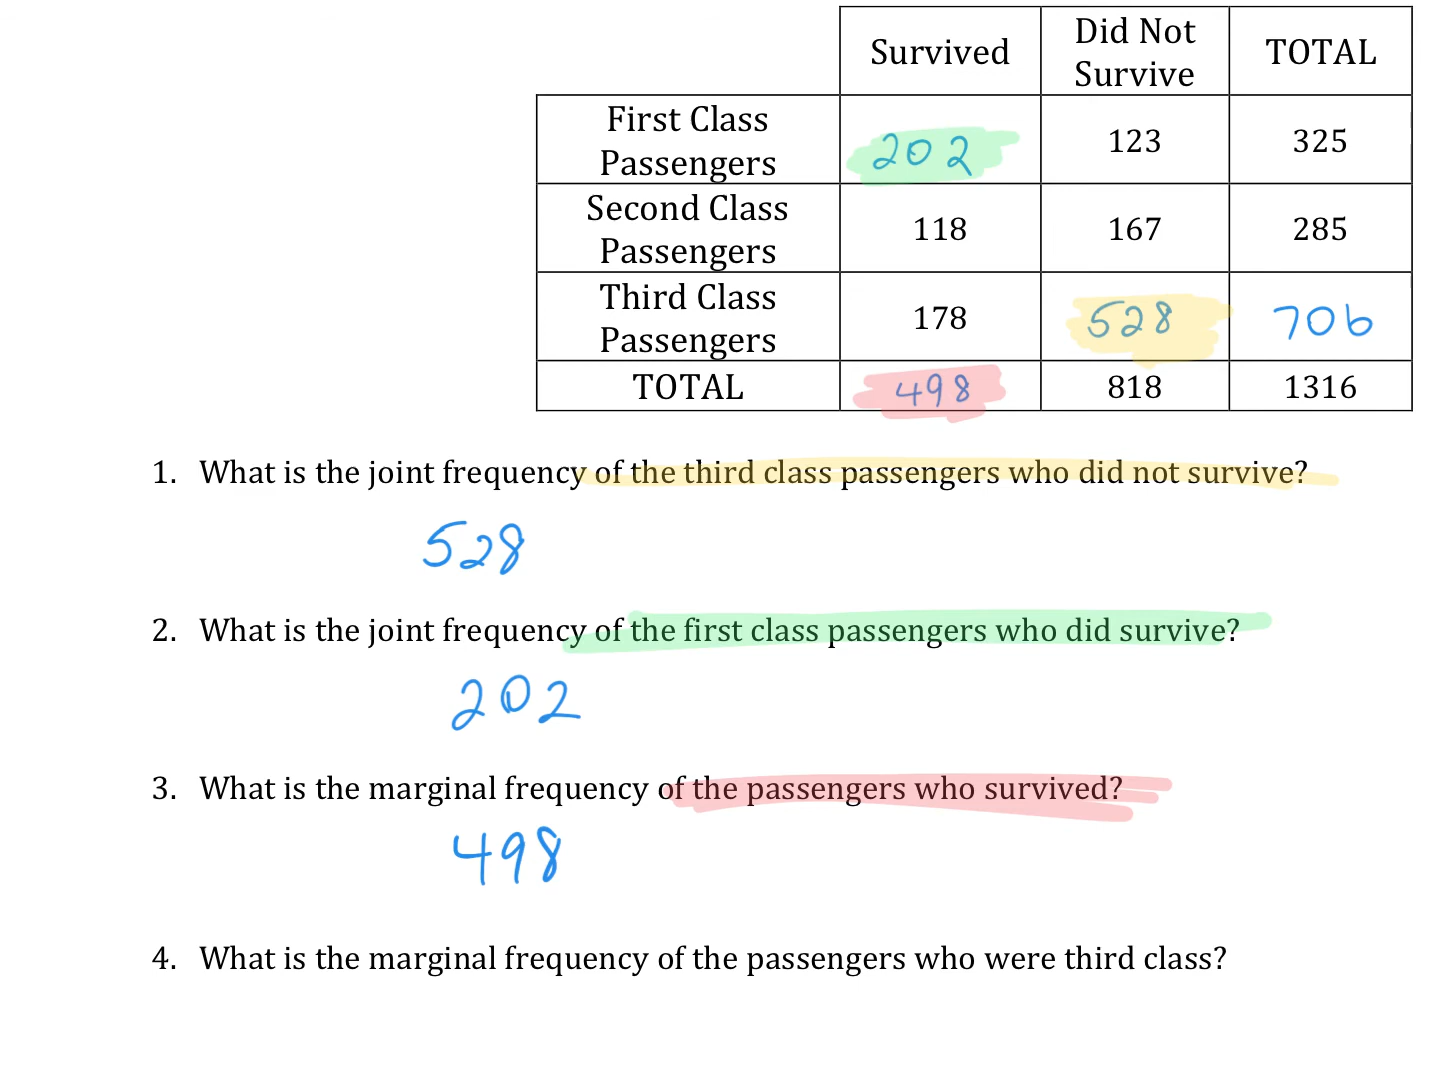 Survived
Did Not
Survive
TOTAL
First Class
Passengers
202
123
325
Second Class
Passengers
118
167
285
Third Class
Passengers
178
528
706
TOTAL
498
818
1316
1. What is the joint frequency of the third class passengers who did not survive?
528
2. What is the joint frequency of the first class passengers who did survive?
202
3. What is the marginal frequency of the passengers who survived?
498
4. What is the marginal frequency of the passengers who were third class?